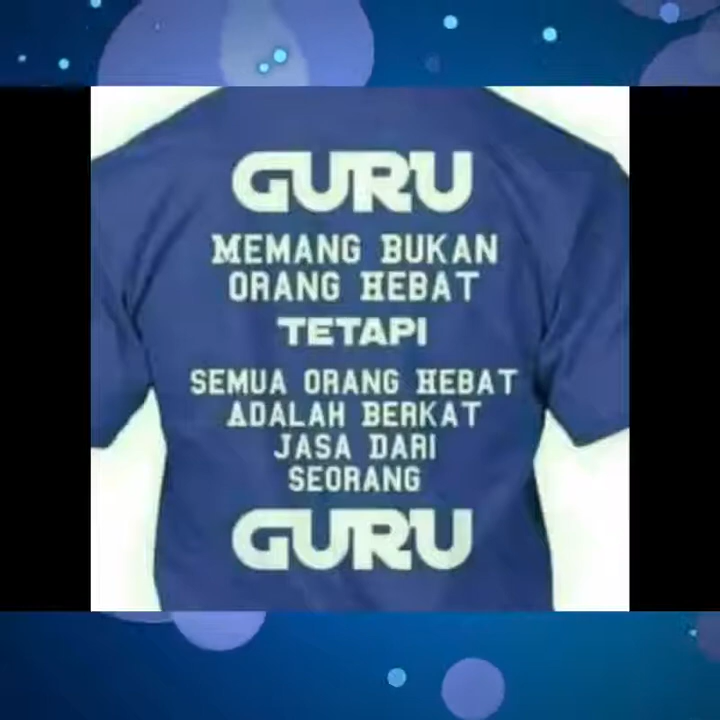 GURU
MEMANG BUKAN
ORANG HEBAT
TETAPI
SEMUA ORANG HEBAT
ADALAH BERKAT
JASA DARI
SEORANG
GURU